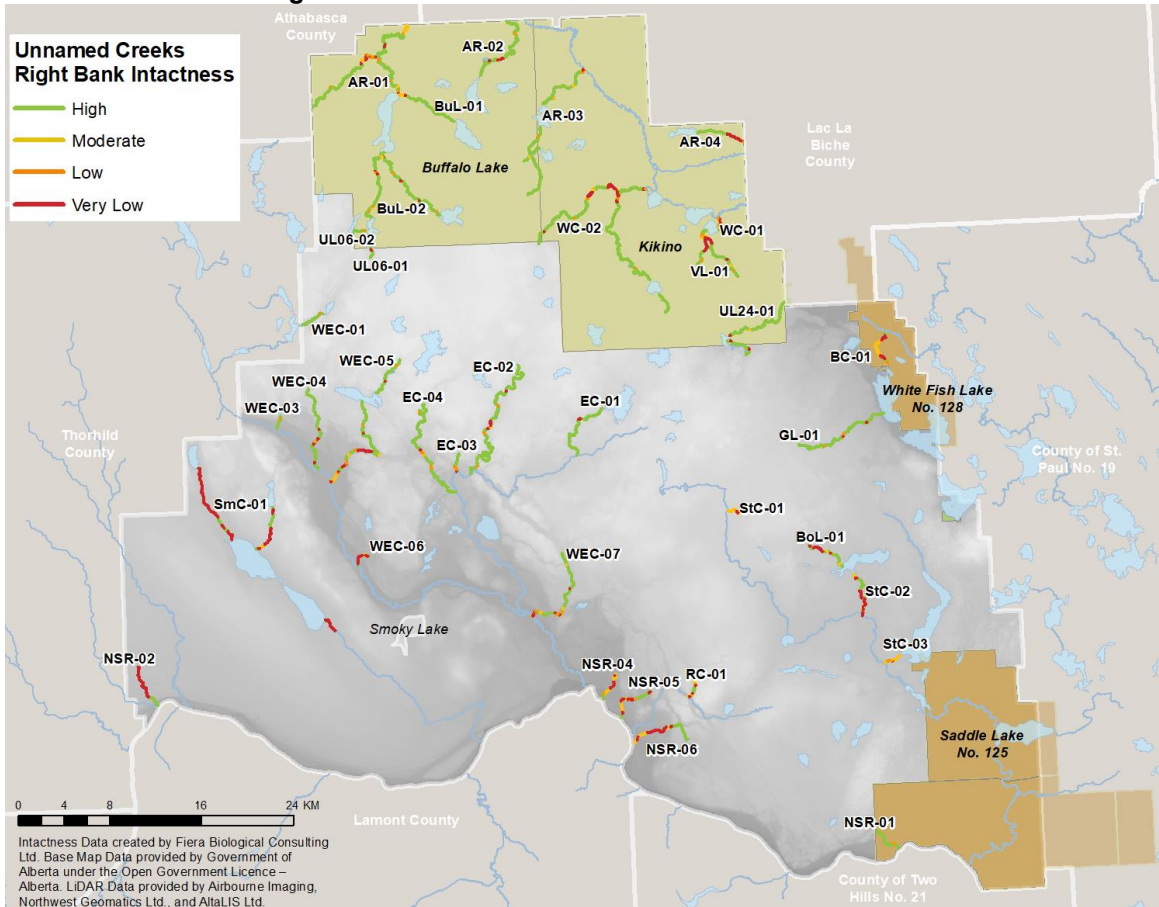 Athabasca
County
Unnamed Creeks
Right Bank Intactness
High
Moderate
Low
Very Low
AR-02
AR-01
BuL-01
AR-03
AR-04
Lac La
Biche
County
Buffalo Lake
BuL-02
WC-02
WC-01
UL06-02
Kikino
UL06-01
VL-01
UL24-01
WEC-01
BC-01
WEC-05
EC-02
WEC-04
White Fish Lake
No. 128
EC-04
EC-01
WEC-03
Thorhild
County
EC-03
GL-01
County of St.
Paul No. 19
SmC-01
StC-01
WEC-06
WEC-07
BoL-01
StC-02
Smoky Lake
StC-03
NSR-02
NSR-04
NSR-05
RC-01
NSR-06
Saddle Lake
No. 125
0 4 8 16 24 KM
Lamont County
NSR-01
Intactness Data created by Fiera Biological Consulting
Ltd. Base Map Data provided by Government of
Alberta under the Open Government Licence –
Alberta. LiDAR Data provided by Airbourne Imaging,
Northwest Geomatics Ltd., and AltaLIS Ltd.
County of Two
Hills No. 21